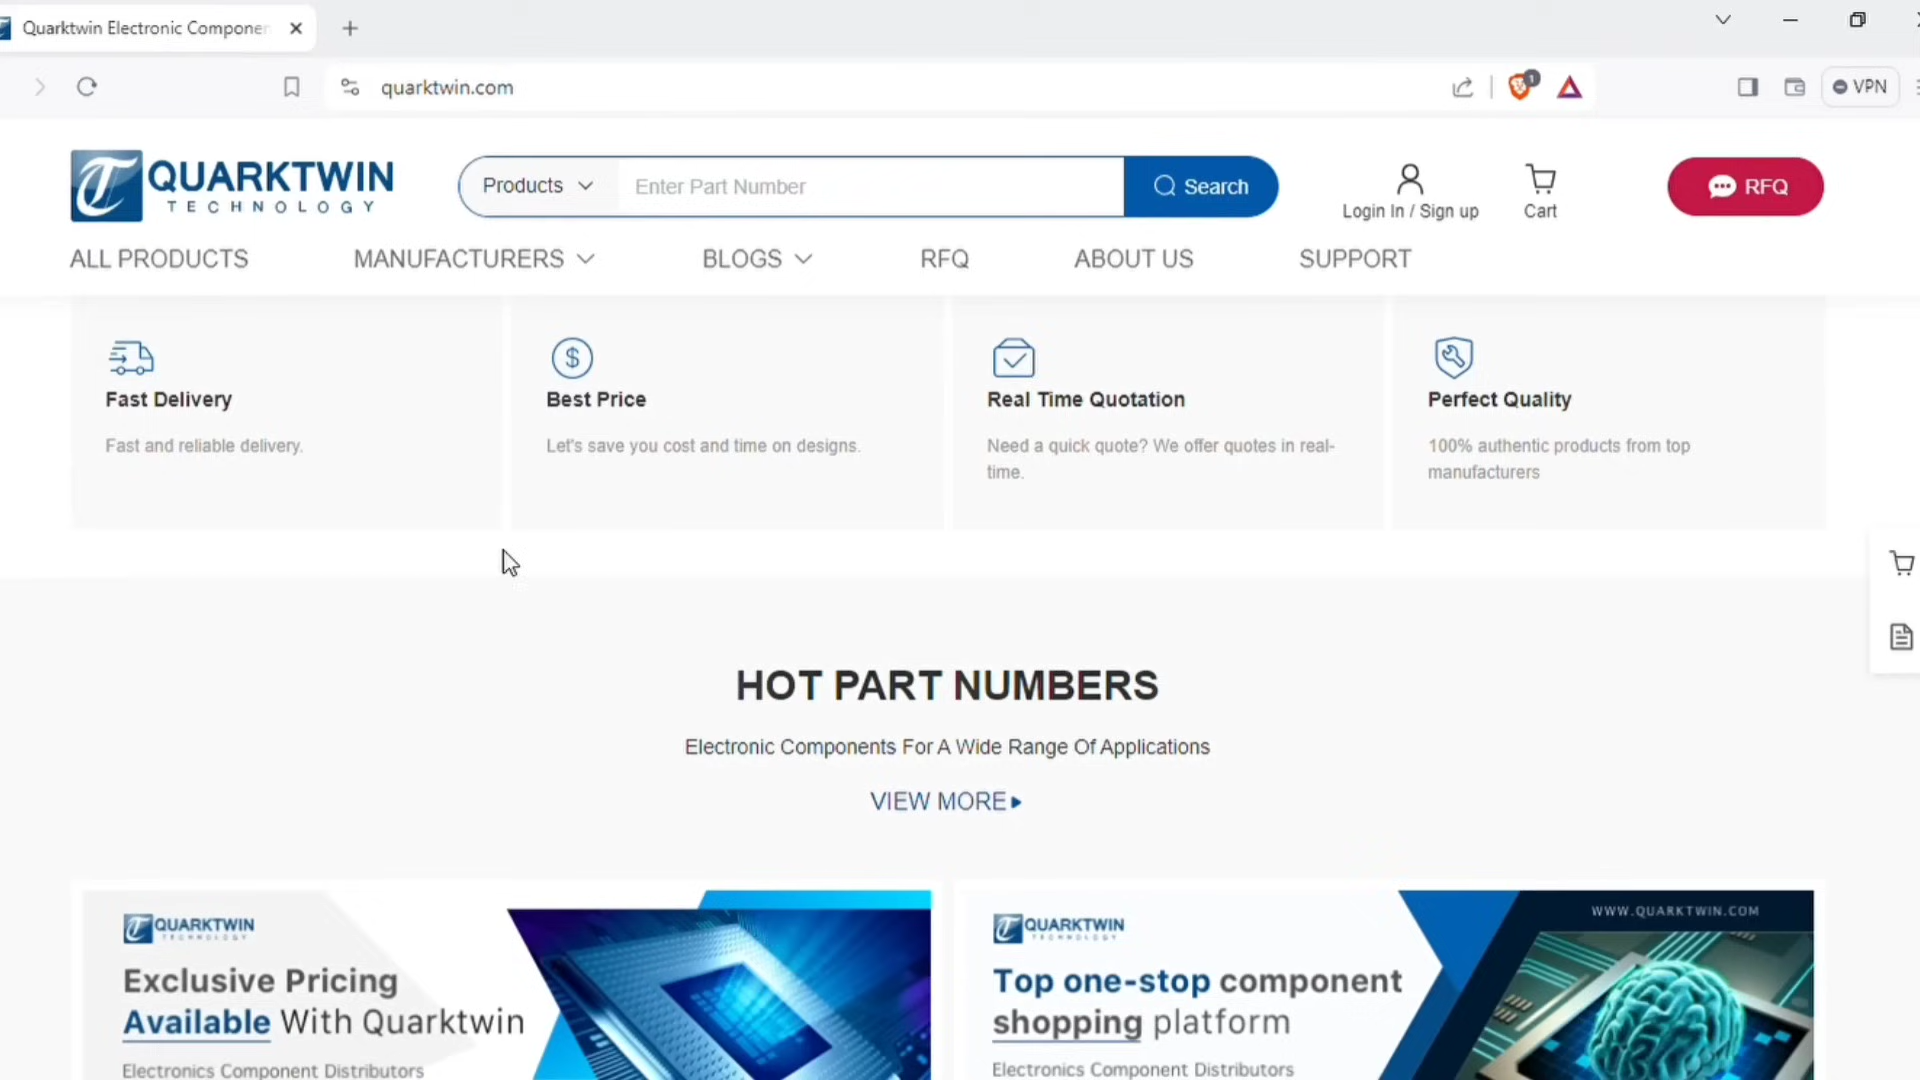 Quarktwin Electronic Componen
quarktwin.com
1
VPN
QUARKTWIN
TECHNOLOGY
Products
Enter Part Number
Search
Login In / Sign up
Cart
RFQ
ALL PRODUCTS
MANUFACTURERS
BLOGS
RFQ
ABOUT US
SUPPORT
Fast Delivery
Fast and reliable delivery.
Best Price
Let's save you cost and time on designs.
Real Time Quotation
Need a quick quote? We offer quotes in real-
time.
Perfect Quality
100% authentic products from top
manufacturers
HOT PART NUMBERS
Electronic Components For A Wide Range Of Applications
VIEW MORE
QUARKTWIN
TECHNOLOGY
Exclusive Pricing
Available With Quarktwin
Electronics Component Distributors
QUARKTWIN
TECHNOLOGY
WWW.QUARKTWIN.COM
Top one-stop component
shopping platform
Electronics Component Distributors